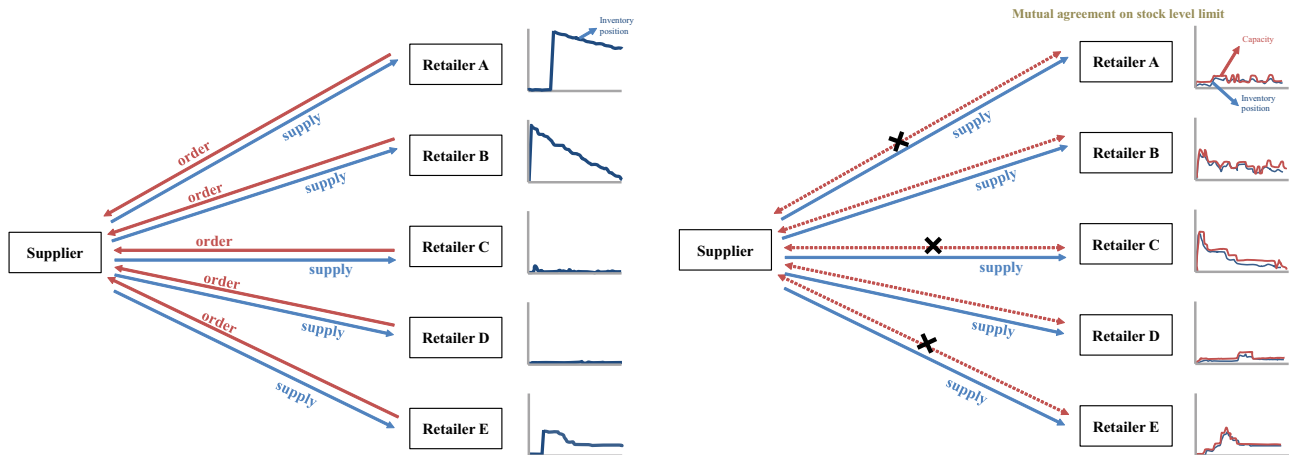 Inventory
position
Retailer A
order
supply
Retailer B
order
supply
Supplier
order
Retailer C
supply
order
supply
Retailer D
order
supply
Retailer E
Mutual agreement on stock level limit
Capacity
Retailer A
Inventory
position
supply
Retailer B
supply
Supplier
Retailer C
supply
supply
Retailer D
supply
Retailer E